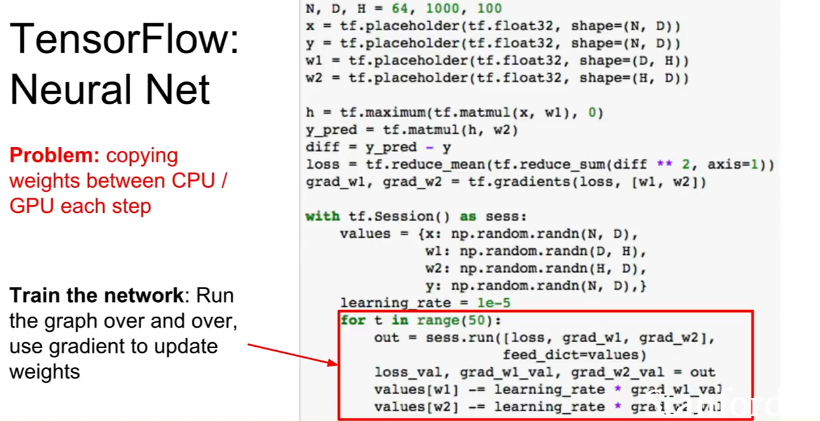 TensorFlow:
Neural Net
Problem: copying
weights between CPU /
GPU each step
Train the network: Run
the graph over and over,
use gradient to update
weights
N, D, H = 64, 1000, 100
x = tf.placeholder(tf.float32, shape=(N, D))
y = tf.placeholder(tf.float32, shape=(N, D))
w1 = tf.placeholder(tf.float32, shape=(D, H))
w2 = tf.placeholder(tf.float32, shape=(H, D))
h = tf.maximum(tf.matmul(x, w1), 0)
y_pred = tf.matmul(h, w2)
diff = y_pred - y
loss = tf.reduce_mean(tf.reduce_sum(diff ** 2, axis=1))
grad_w1, grad_w2 = tf.gradients(loss, [w1, w2])
with tf.Session() as sess:
values = {x: np.random.randn(N, D),
w1: np.random.randn(D, H),
w2: np.random.randn(H, D),
y: np.random.randn(N, D),}
learning_rate = 1e-5
for t in range(50):
out = sess.run([loss, grad_w1, grad_w2],
feed_dict=values)
loss_val, grad_w1_val, grad_w2_val = out
values[w1] -= learning_rate * grad_w1_val
values[w2] -= learning_rate * grad_w2_val
Stanford